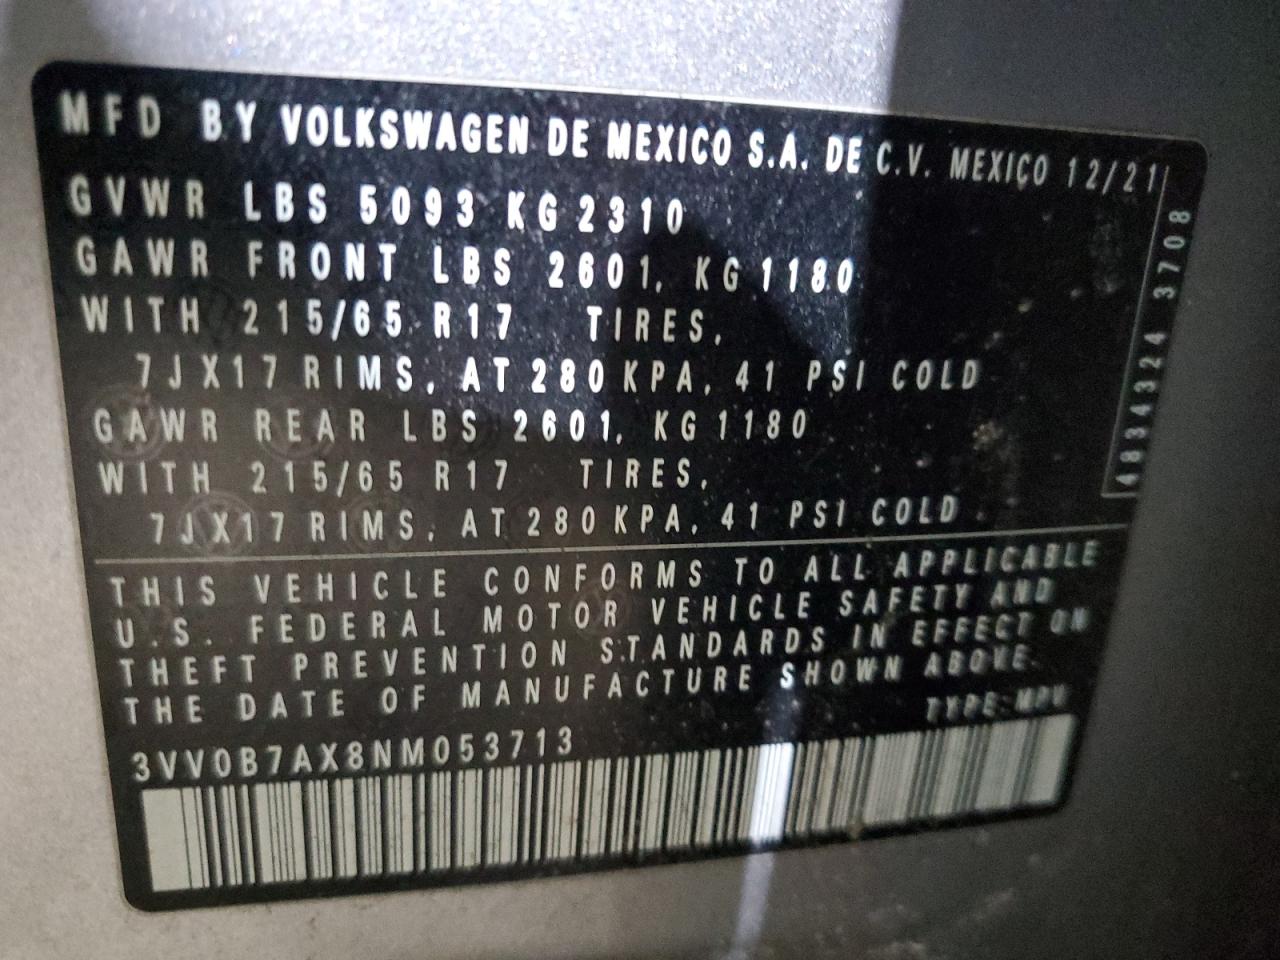 MFD BY VOLKSWAGEN DE MEXICO S.A. DE C.V. MEXICO 12/21
GVWR LBS 5093 KG 2310
GAWR FRONT LBS 2601, KG 1180
WITH 215/65 R17 TIRES,
7JX17 RIMS, AT 280 KPA, 41 PSI COLD
GAWR REAR LBS 2601, KG 1180
WITH 215/65 R17 TIRES,
7JX17 RIMS, AT 280 KPA, 41 PSI COLD
4834324 3708
THIS VEHICLE CONFORMS TO ALL APPLICABLE
U.S. FEDERAL MOTOR VEHICLE SAFETY AND
THEFT PREVENTION STANDARDS IN EFFECT ON
THE DATE OF MANUFACTURE SHOWN ABOVE.
TYPE: MPV
3VV0B7AX8NM053713